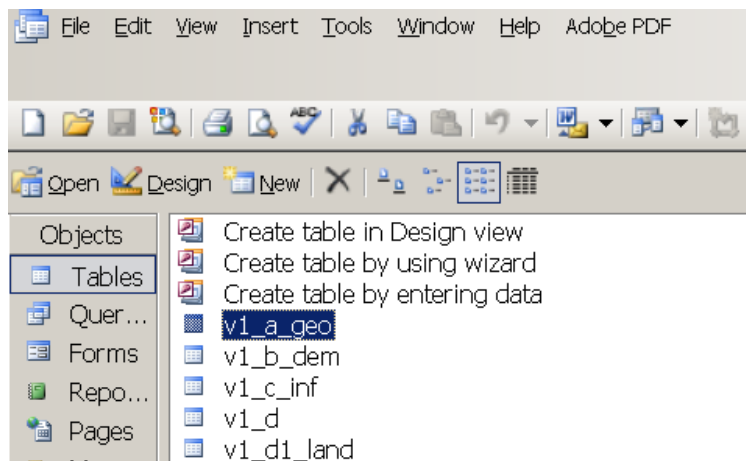 File Edit View Insert Tools Window Help Adobe PDF
ABC
W
Open Design New
Objects
Tables
Quer...
Forms
Repo...
Pages
Create table in Design view
Create table by using wizard
Create table by entering data
v1_a_geo
v1_b_dem
v1_c_inf
v1_d
v1_d1_land